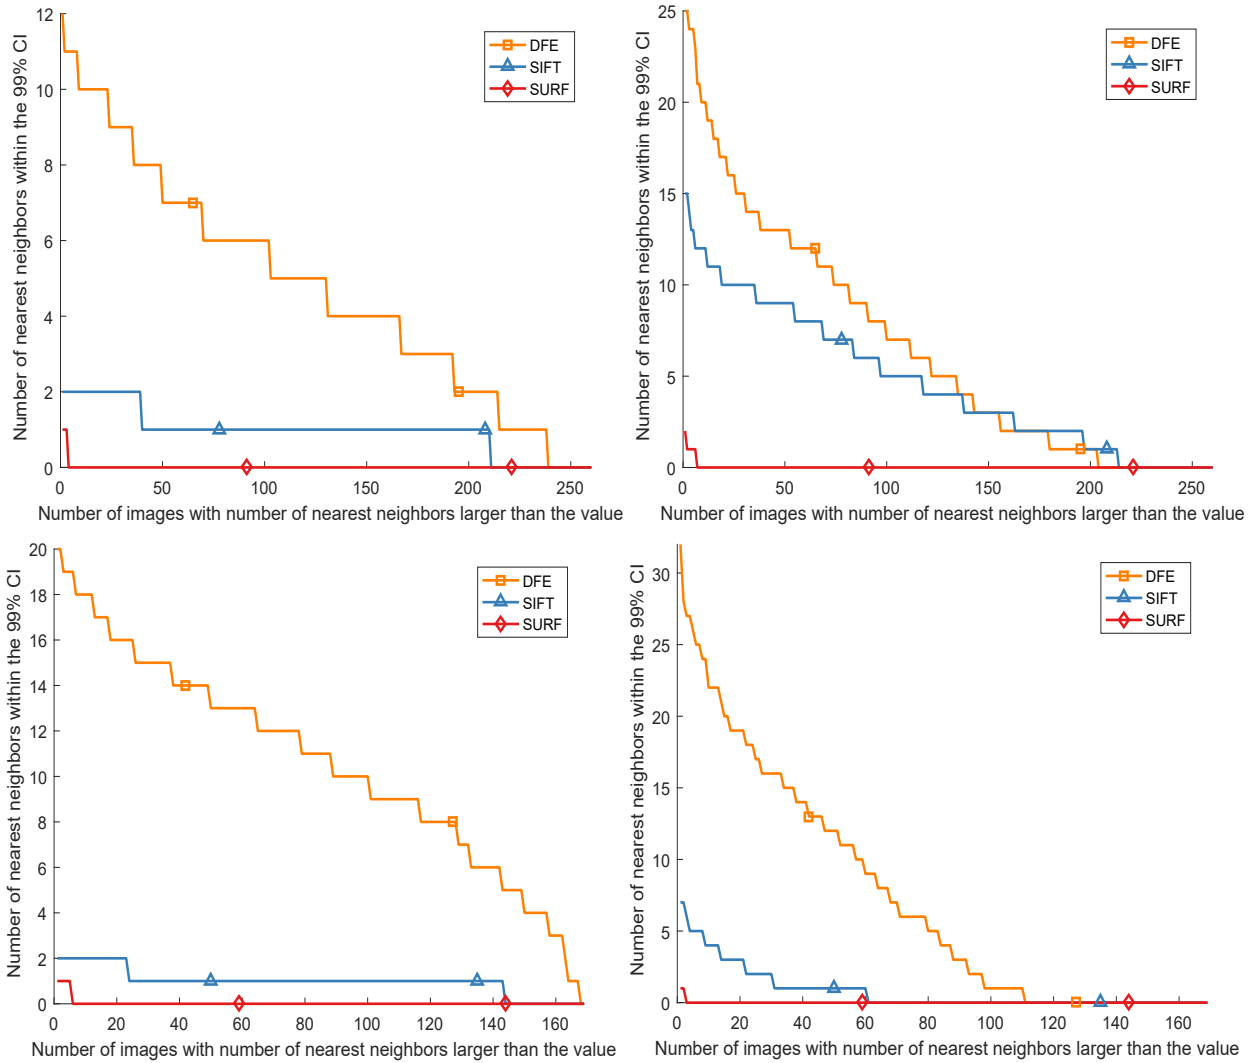 Number of nearest neighbors within the 99% CI
12
10
8
6
4
2
0
DFE
SIFT
SURF
0 50 100 150 200 250
Number of images with number of nearest neighbors larger than the value
Number of nearest neighbors within the 99% CI
25
20
15
10
5
0
DFE
SIFT
SURF
0 50 100 150 200 250
Number of images with number of nearest neighbors larger than the value
Number of nearest neighbors within the 99% CI
20
18
16
14
12
10
8
6
4
2
0
DFE
SIFT
SURF
0 20 40 60 80 100 120 140 160
Number of images with number of nearest neighbors larger than the value
Number of nearest neighbors within the 99% CI
30
25
20
15
10
5
0
DFE
SIFT
SURF
0 20 40 60 80 100 120 140 160
Number of images with number of nearest neighbors larger than the value